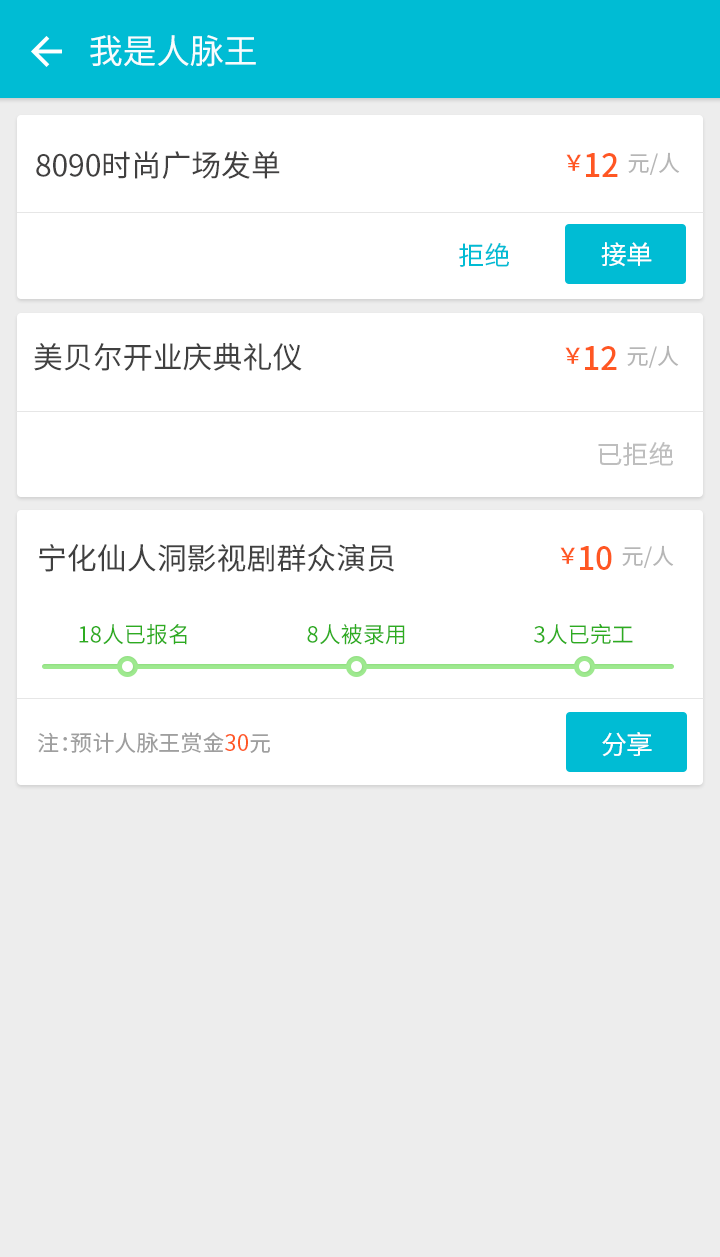 我是人脉王
8090时尚广场发单 ¥12 元/人
拒绝 接单
美贝尔开业庆典礼仪 ¥12 元/人
已拒绝
宁化仙人洞影视剧群众演员 ¥10 元/人
18人已报名 8人被录用 3人已完工
注:预计人脉王赏金30元 分享